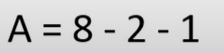 A = 8 - 2 - 1